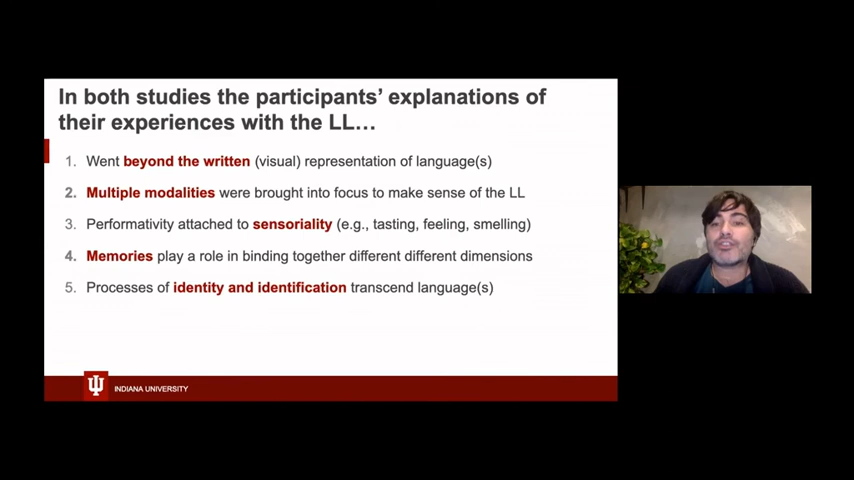 In both studies the participants' explanations of
their experiences with the LL…
1. Went beyond the written (visual) representation of language(s)
2. Multiple modalities were brought into focus to make sense of the LL
3. Performativity attached to sensoriality (e.g., tasting, feeling, smelling)
4. Memories play a role in binding together different different dimensions
5. Processes of identity and identification transcend language(s)
INDIANA UNIVERSITY